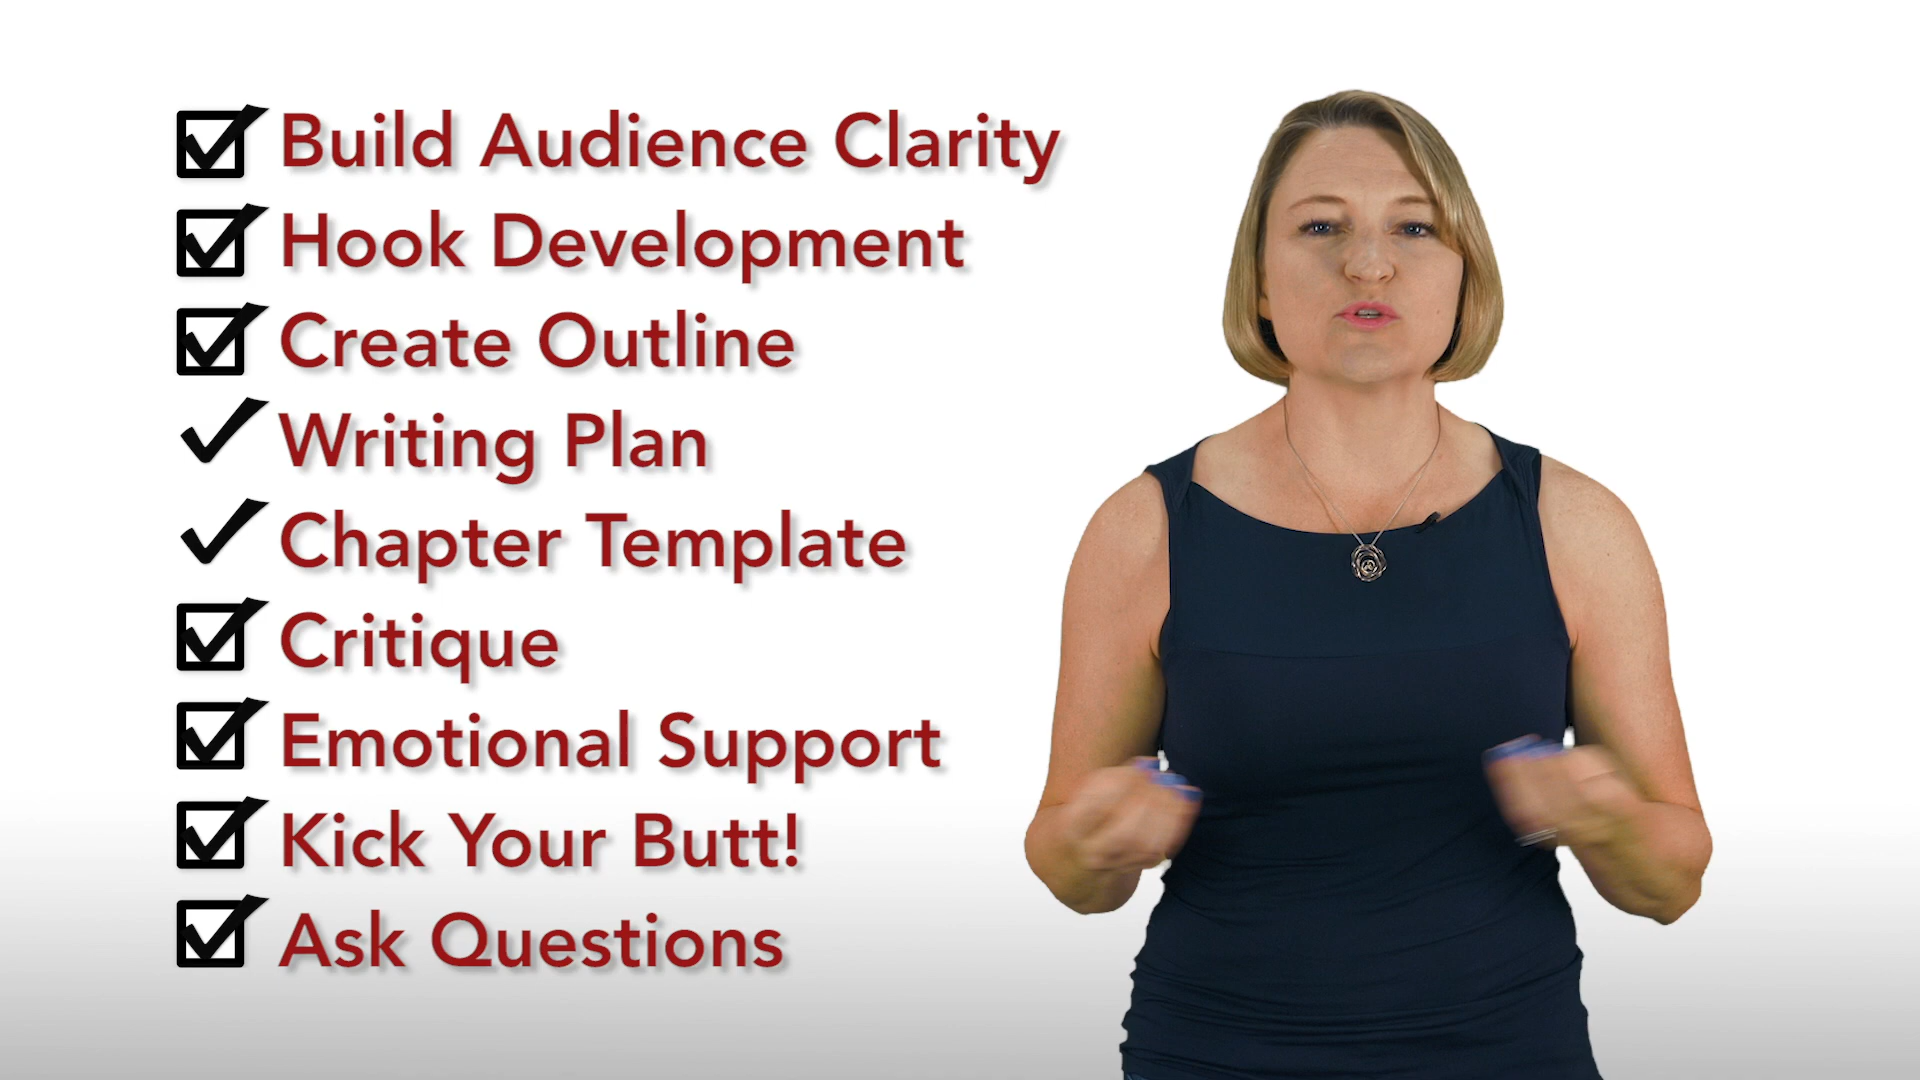 Build Audience Clarity
Hook Development
Create Outline
Writing Plan
Chapter Template
Critique
Emotional Support
Kick Your Butt!
Ask Questions